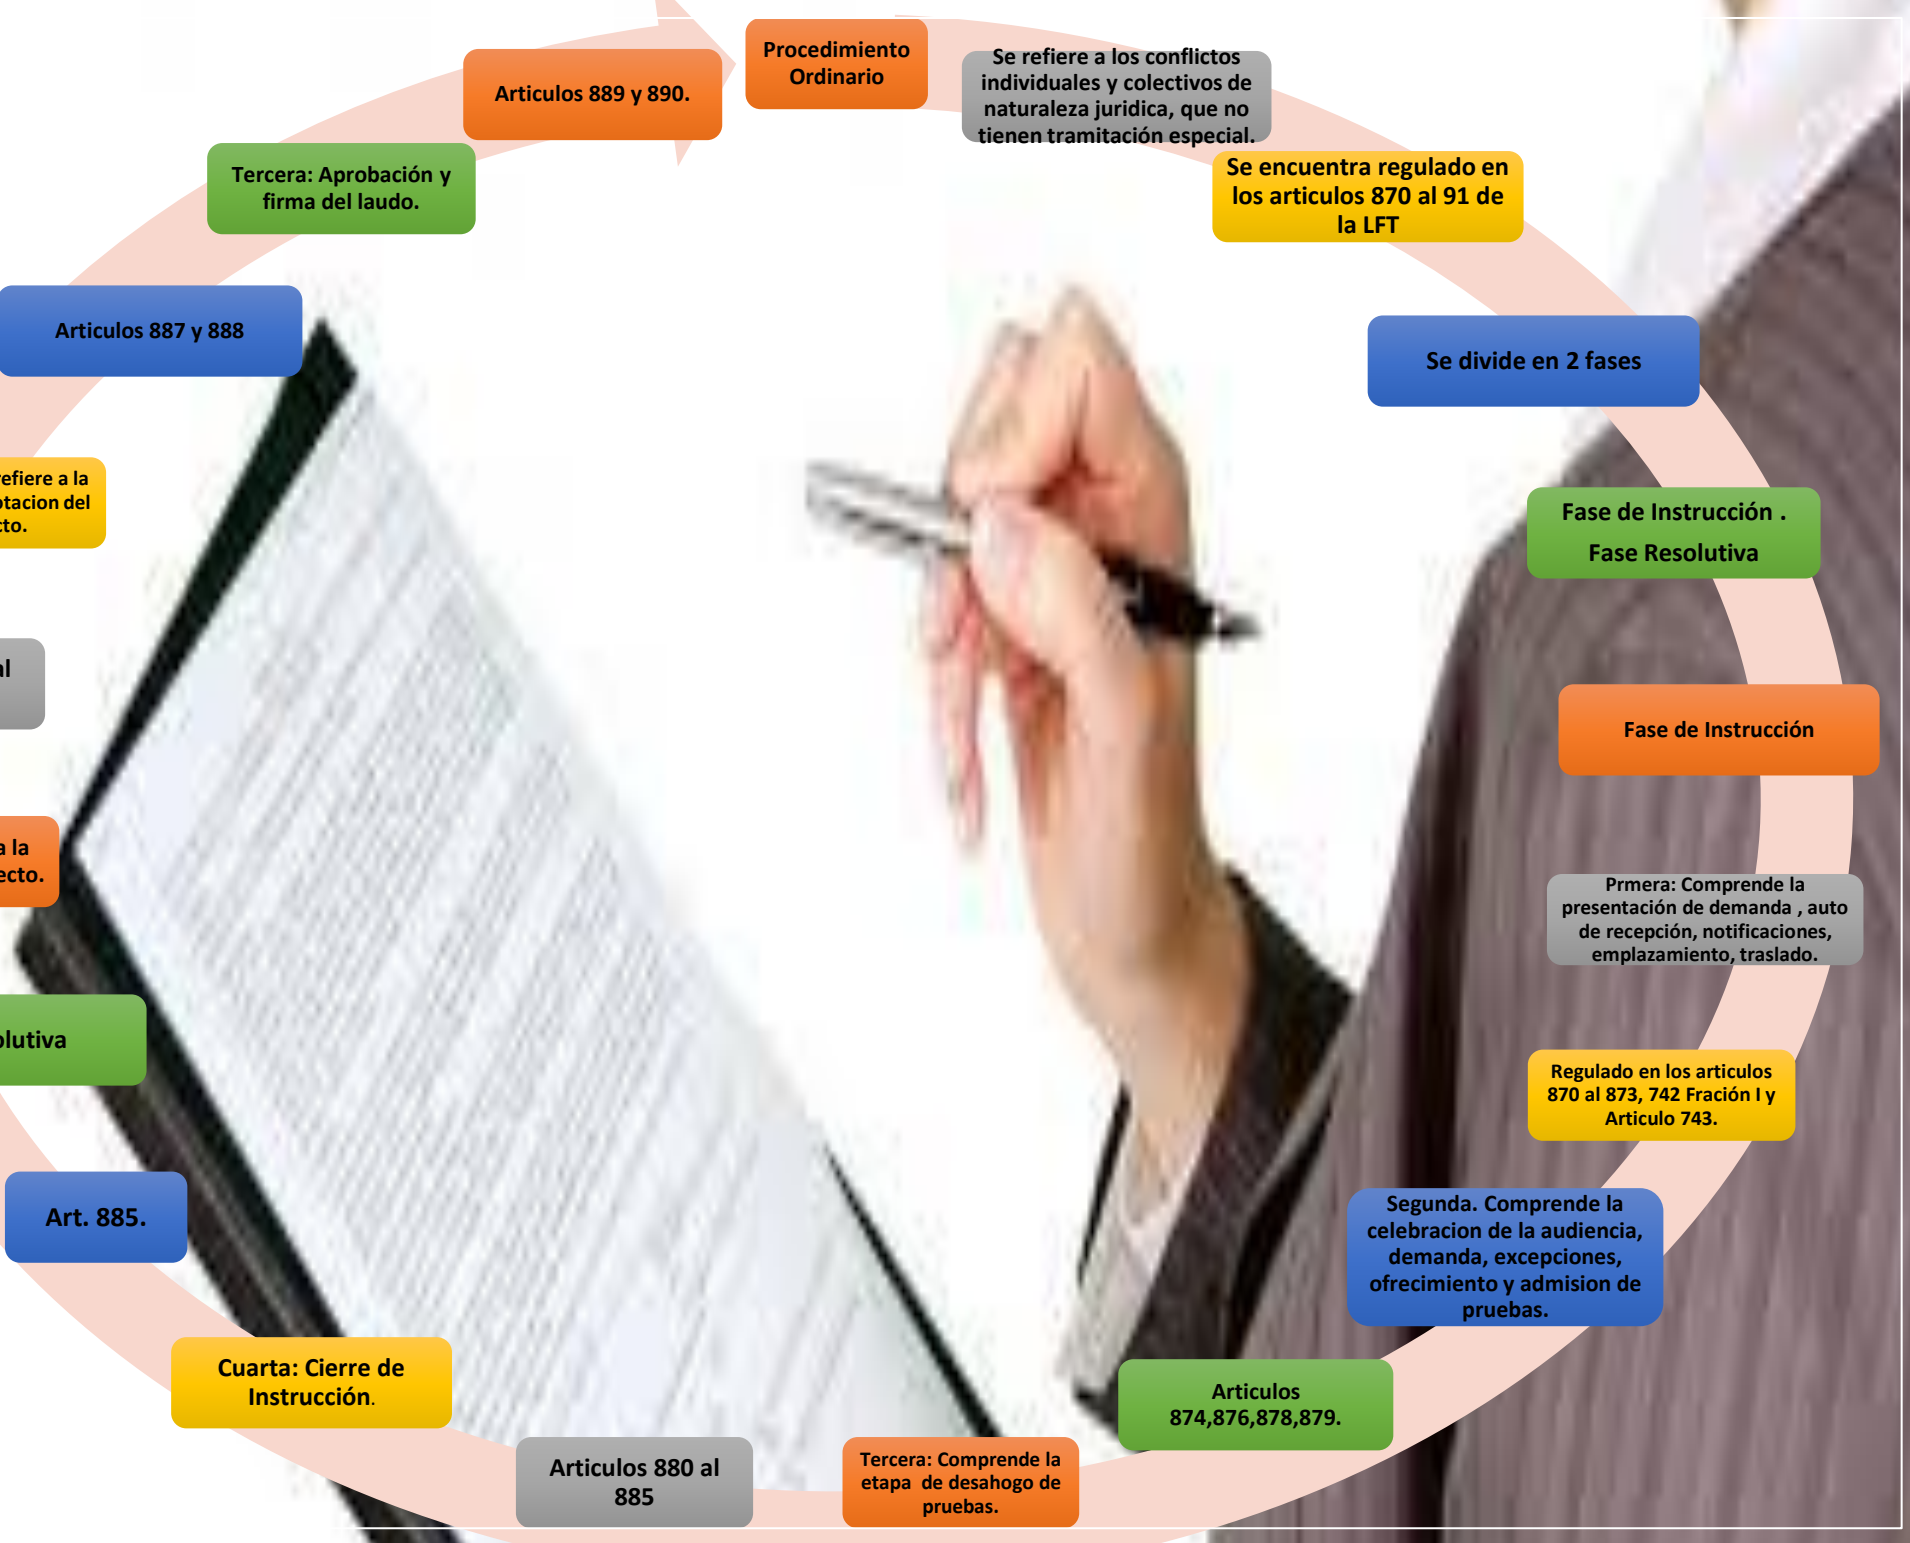 Procedimiento
Ordinario
Se refiere a los conflictos
individuales y colectivos de
naturaleza juridica, que no
tienen tramitación especial.
Se encuentra regulado en
los articulos 870 al 91 de
la LFT
Se divide en 2 fases
Fase de Instrucción .
Fase Resolutiva
Fase de Instrucción
Prmera: Comprende la
presentación de demanda , auto
de recepción, notificaciones,
emplazamiento, traslado.
Regulado en los articulos
870 al 873, 742 Fración I y
Articulo 743.
Segunda. Comprende la
celebracion de la audiencia,
demanda, excepciones,
ofrecimiento y admision de
pruebas.
Articulos
874,876,878,879.
Tercera: Comprende la
etapa de desahogo de
pruebas.
Articulos 880 al
885
Cuarta: Cierre de
Instrucción.
Art. 885.
olutiva
a la
ecto.
al
efiere a la
otacion del
cto.
Articulos 887 y 888
Tercera: Aprobación y
firma del laudo.
Articulos 889 y 890.